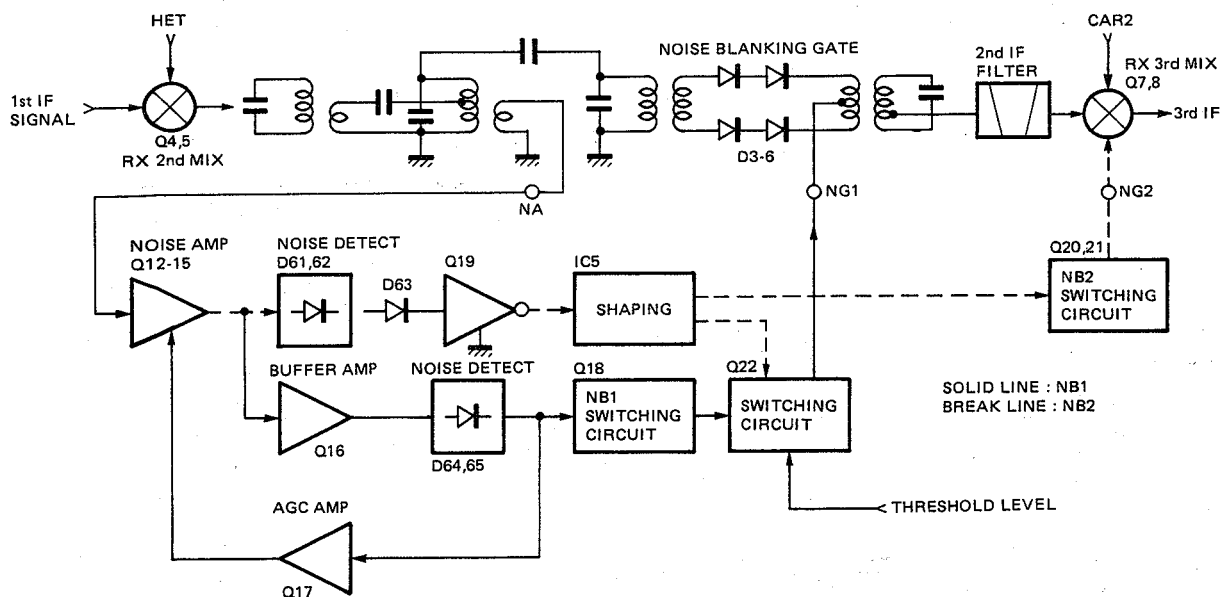 HET
1st IF
SIGNAL
Q4,5
RX 2nd MIX
NOISE BLANKING GATE
D3-6
2nd IF
FILTER
CAR2
RX 3rd MIX
Q7,8
3rd IF
NA
NG1
NG2
NOISE AMP
Q12-15
NOISE DETECT
D61,62
D63
Q19
IC5
SHAPING
Q20,21
NB2
SWITCHING
CIRCUIT
BUFFER AMP
Q16
NOISE DETECT
D64,65
Q18
NB1
SWITCHING
CIRCUIT
Q22
SWITCHING
CIRCUIT
SOLID LINE : NB1
BREAK LINE : NB2
AGC AMP
Q17
THRESHOLD LEVEL